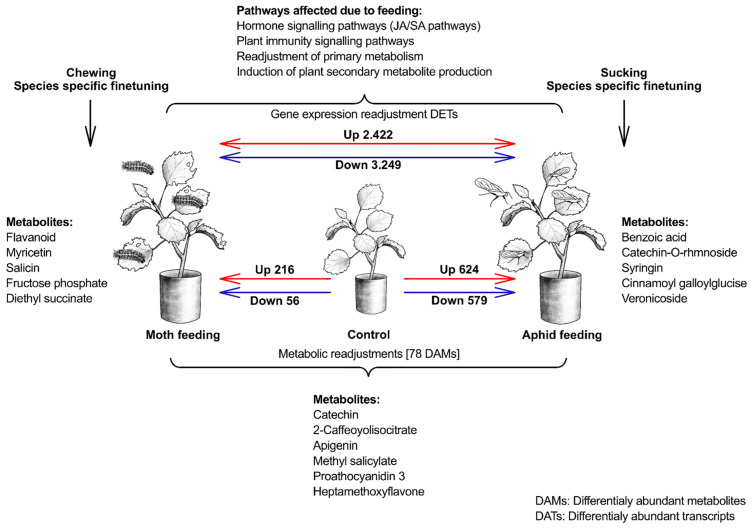 Pathways affected due to feeding:
Hormone signalling pathways (JA/SA pathways)
Plant immunity signalling pathways
Readjustment of primary metabolism
Induction of plant secondary metabolite production
Chewing
Species specific finetuning
Sucking
Species specific finetuning
Gene expression readjustment DETs
Up 2.422
Down 3.249
Metabolites:
Flavanoid
Myricetin
Salicin
Fructose phosphate
Diethyl succinate
Metabolites:
Benzoic acid
Catechin-O-rhmnoside
Syringin
Cinnamoyl galloylglucise
Veronicoside
Up 216
Down 56
Up 624
Down 579
Moth feeding
Control
Aphid feeding
Metabolic readjustments [78 DAMs]
Metabolites:
Catechin
2-Caffeoyolisocitrate
Apigenin
Methyl salicylate
Proathocyanidin 3
Heptamethoxyflavone
DAMs: Differentialy abundant metabolites
DATs: Differentialy abundant transcripts